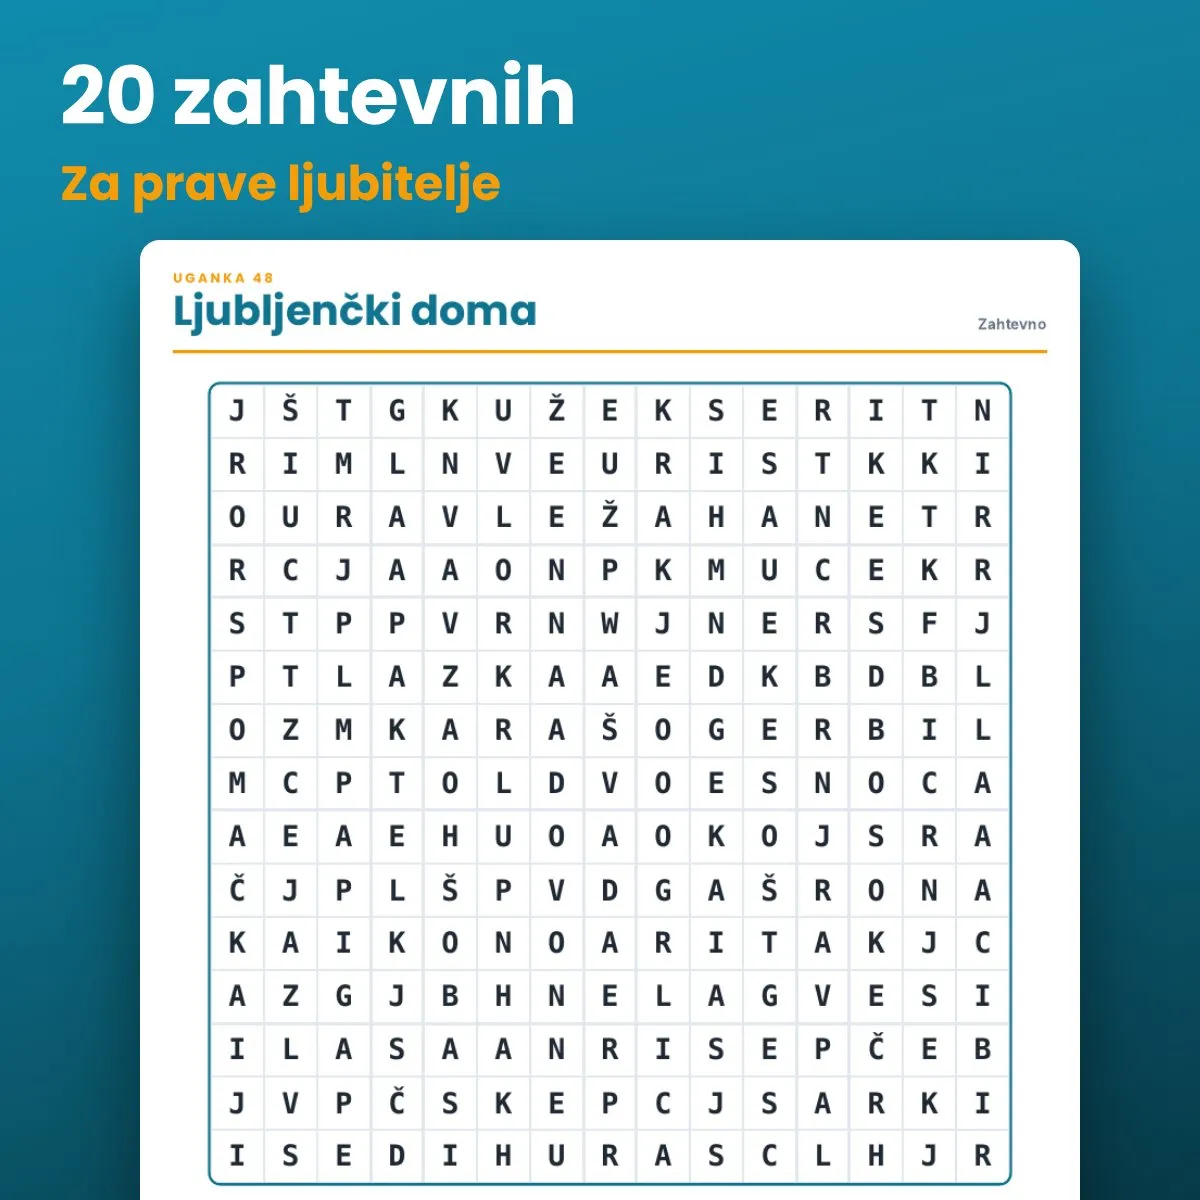 20 zahtevnih
Za prave ljubitelje
UGANKA 48
Ljubljenčki doma
Zahtevno
J Š T G K U Ž E K S E R I T N
R I M L N V E U R I S T K K I
O U R A V L E Ž A H A N E T R
R C J A A O N P K M U C E K R
S T P P V R N W J N E R S F J
P T L A Z K A A E D K B D B L
O Z M K A R A Š O G E R B I L
M C P T O L D V O E S N O C A
A E A E H U O A O K O J S R A
Č J P L Š P V D G A Š R O N A
K A I K O N O A R I T A K J C
A Z G J B H N E L A G V E S I
I L A S A A N R I S E P Č E B
J V P Č S K E P C J S A R K I
I S E D I H U R A S C L H J R